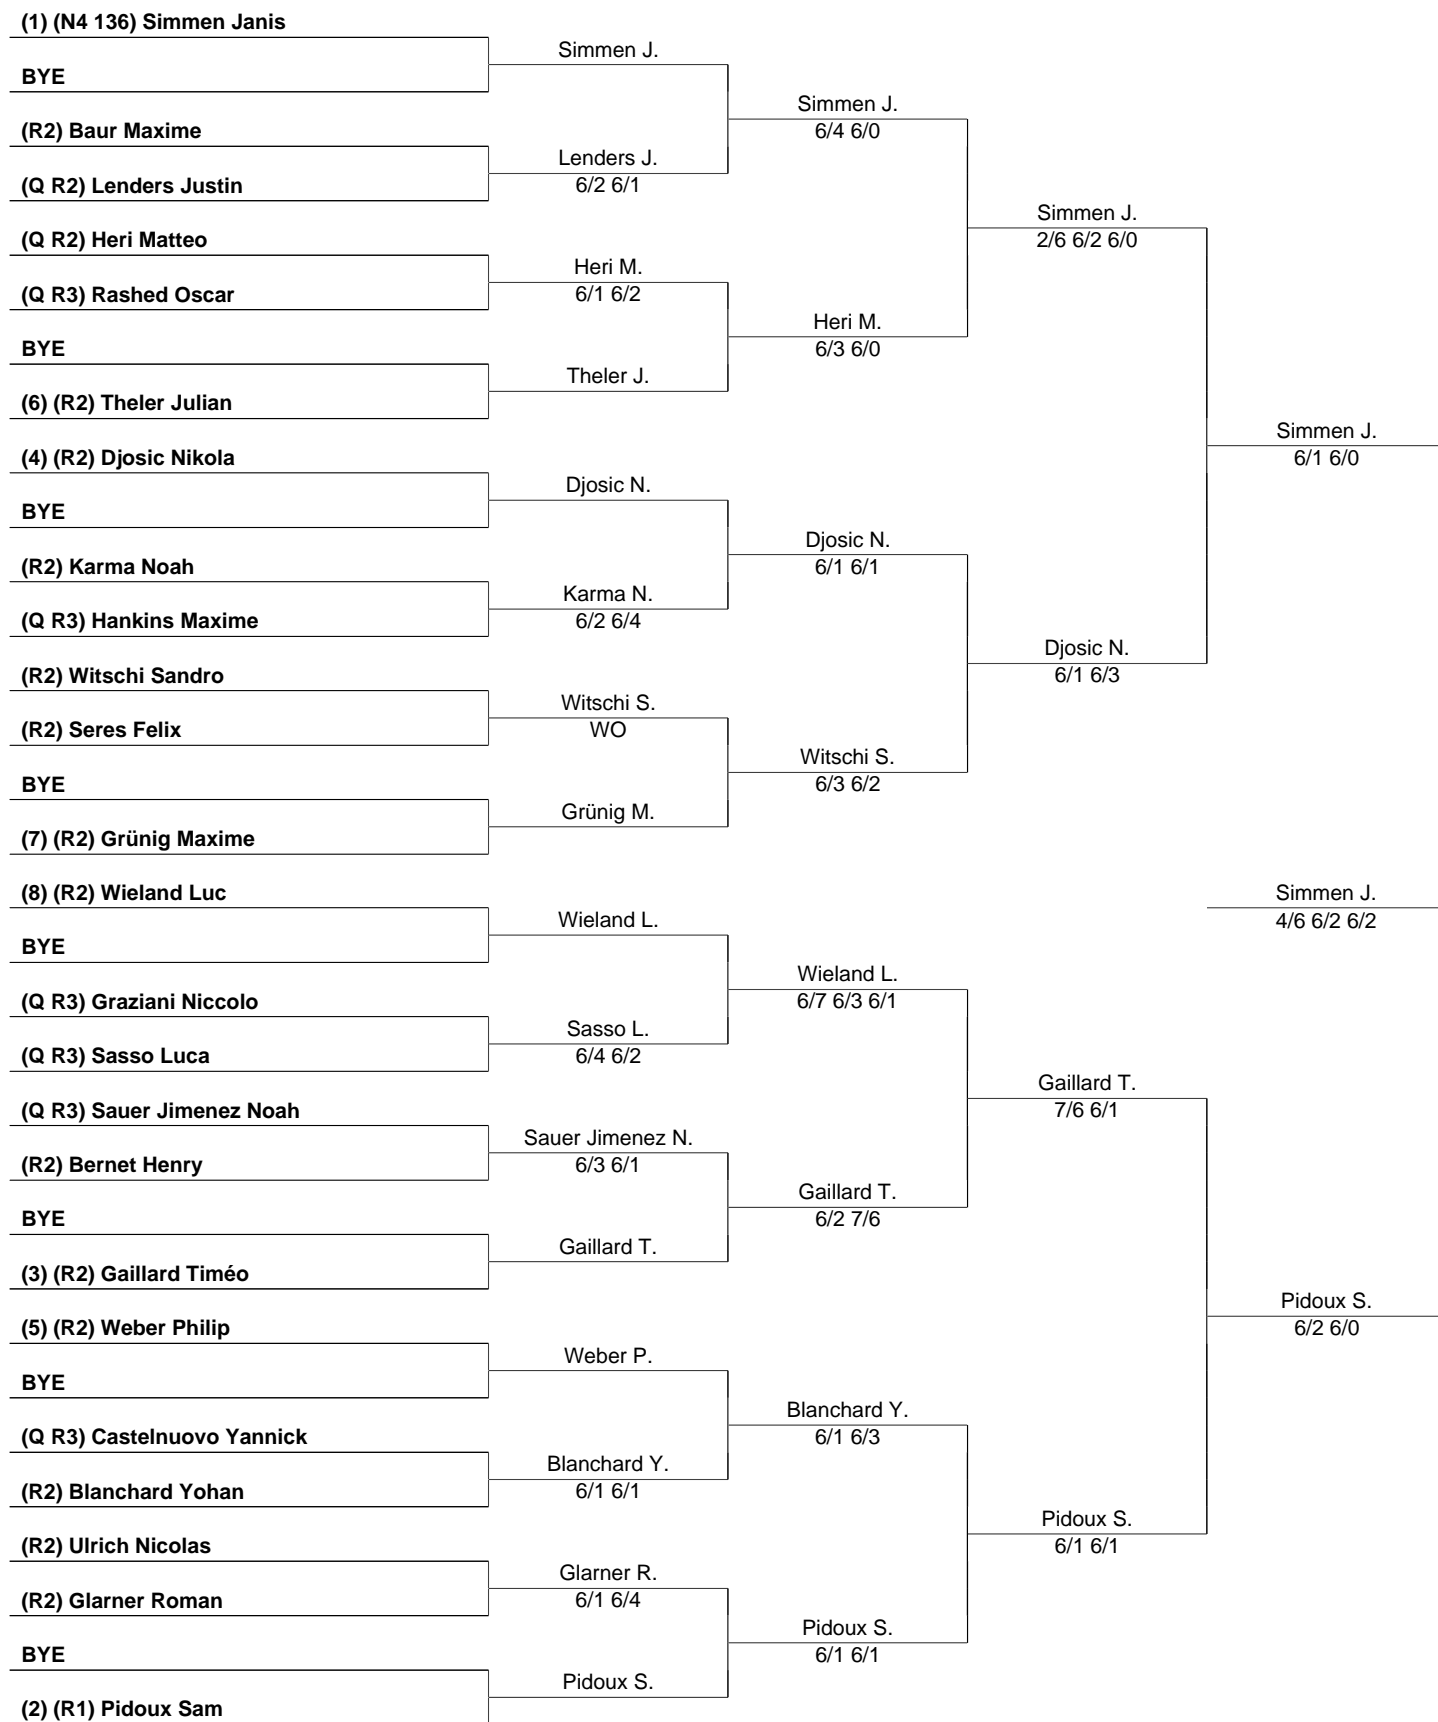 (1) (N4 136) Simmen Janis
Simmen J.
BYE
Simmen J.
6/4 6/0
(R2) Baur Maxime
Lenders J.
6/2 6/1
(Q R2) Lenders Justin
Simmen J.
2/6 6/2 6/0
(Q R2) Heri Matteo
Heri M.
6/1 6/2
(Q R3) Rashed Oscar
Heri M.
6/3 6/0
BYE
Theler J.
(6) (R2) Theler Julian
Simmen J.
6/1 6/0
(4) (R2) Djosic Nikola
Djosic N.
BYE
Djosic N.
6/1 6/1
(R2) Karma Noah
Karma N.
6/2 6/4
(Q R3) Hankins Maxime
Djosic N.
6/1 6/3
(R2) Witschi Sandro
Witschi S.
WO
(R2) Seres Felix
Witschi S.
6/3 6/2
BYE
Grünig M.
(7) (R2) Grünig Maxime
(8) (R2) Wieland Luc
Simmen J.
4/6 6/2 6/2
Wieland L.
BYE
Wieland L.
6/7 6/3 6/1
(Q R3) Graziani Niccolo
Sasso L.
6/4 6/2
(Q R3) Sasso Luca
Gaillard T.
7/6 6/1
(Q R3) Sauer Jimenez Noah
Sauer Jimenez N.
6/3 6/1
(R2) Bernet Henry
Gaillard T.
6/2 7/6
BYE
Gaillard T.
(3) (R2) Gaillard Timéo
Pidoux S.
6/2 6/0
(5) (R2) Weber Philip
Weber P.
BYE
Blanchard Y.
6/1 6/3
(Q R3) Castelnuovo Yannick
Blanchard Y.
6/1 6/1
(R2) Blanchard Yohan
Pidoux S.
6/1 6/1
(R2) Ulrich Nicolas
Glarner R.
6/1 6/4
(R2) Glarner Roman
Pidoux S.
6/1 6/1
BYE
Pidoux S.
(2) (R1) Pidoux Sam